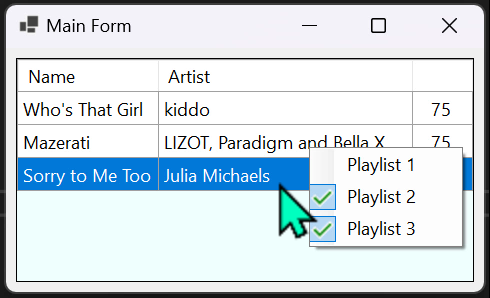 Main Form
Name Artist
Who's That Girl kiddo 75
Mazerati LIZOT, Paradigm and Bella X 75
Sorry to Me Too Julia Michaels
Playlist 1
Playlist 2
Playlist 3